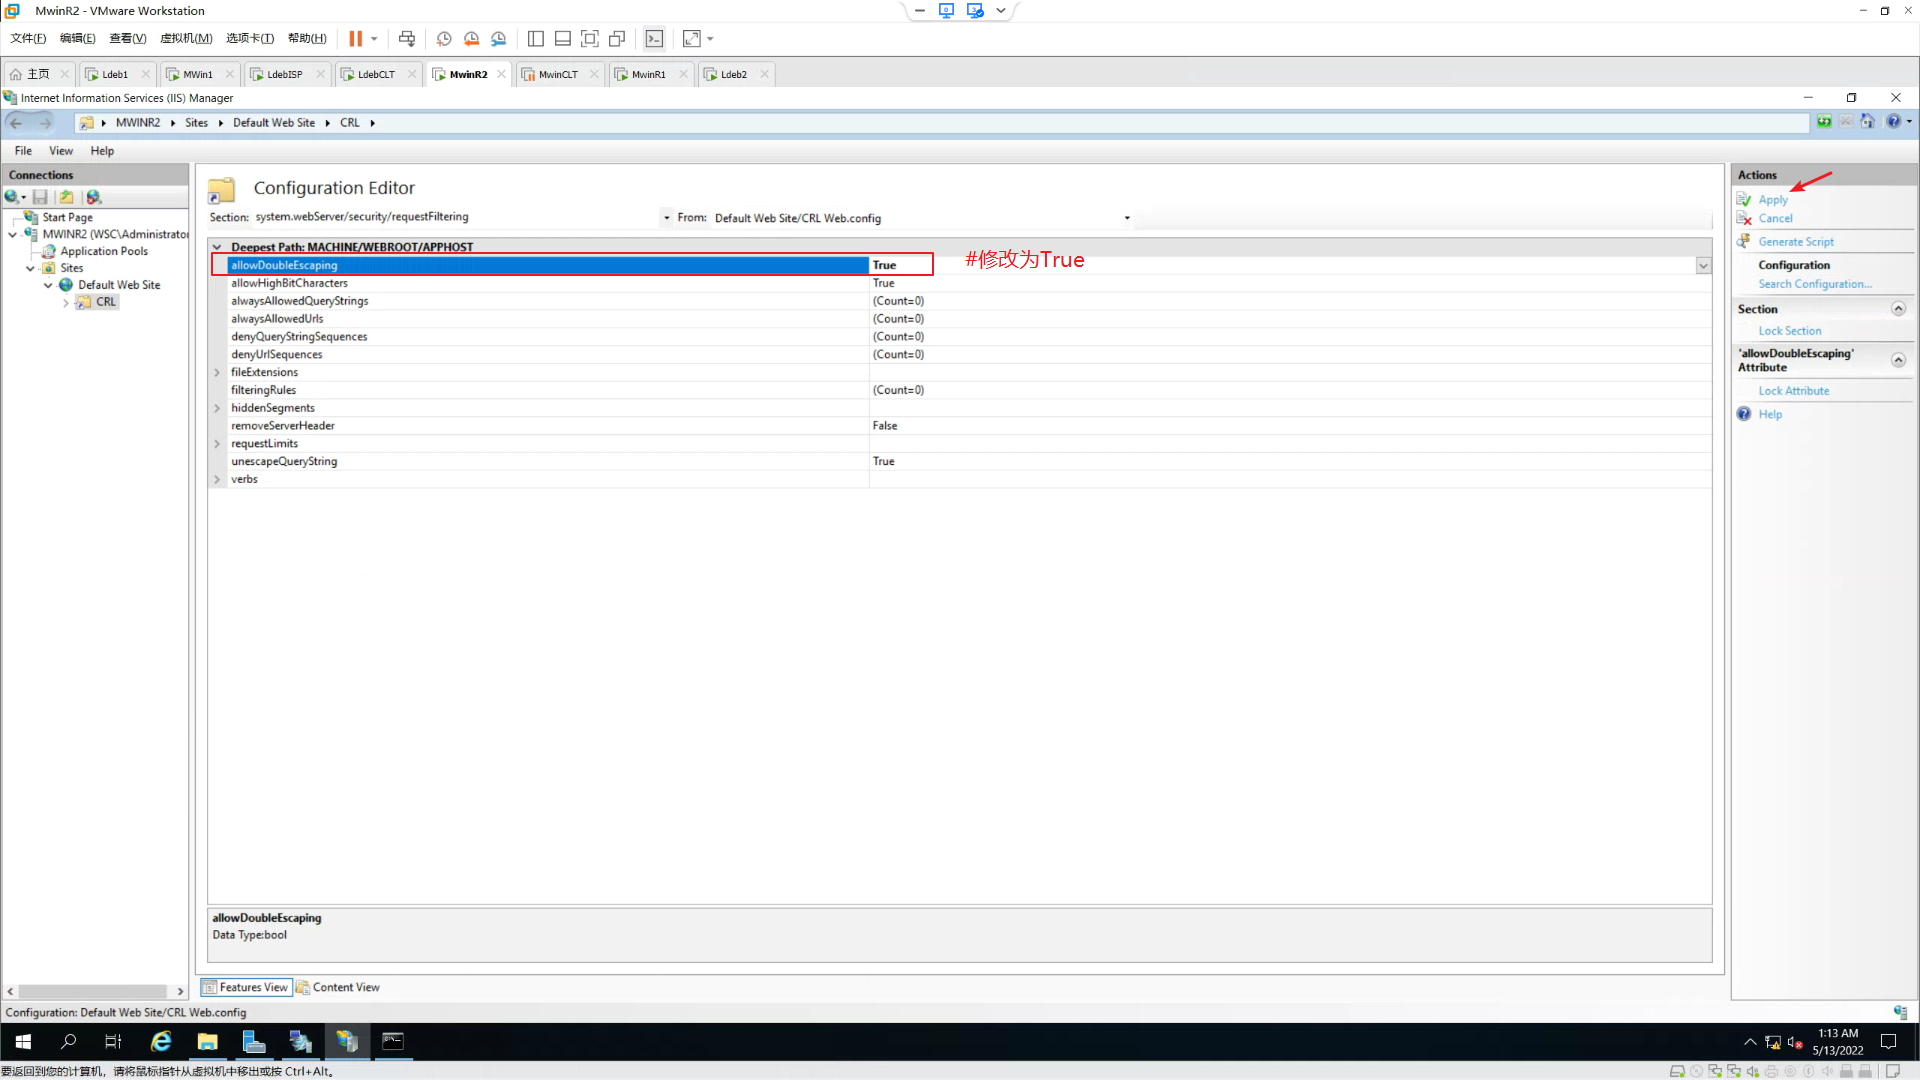 MwinR2 - VMware Workstation
文件(F) 编辑(E) 查看(V) 虚拟机(M) 选项卡(T) 帮助(H)
主页 Ldeb1 MWin1 LdebISP LdebCLT MwinR2 MwinCLT MwinR1 Ldeb2
Internet Information Services (IIS) Manager
MWINR2 Sites Default Web Site CRL
File View Help
Connections
Start Page
MWINR2 (WSC\Administrator
Application Pools
Sites
Default Web Site
CRL
Configuration Editor
Section: system.webServer/security/requestFiltering From: Default Web Site/CRL Web.config
Deepest Path: MACHINE/WEBROOT/APPHOST
allowDoubleEscaping True #修改为True
allowHighBitCharacters True
alwaysAllowedQueryStrings (Count=0)
alwaysAllowedUrls (Count=0)
denyQueryStringSequences (Count=0)
denyUrlSequences (Count=0)
fileExtensions
filteringRules (Count=0)
hiddenSegments
removeServerHeader False
requestLimits
unescapeQueryString True
verbs
allowDoubleEscaping
Data Type:bool
Features View Content View
Actions
Apply
Cancel
Generate Script
Configuration
Search Configuration...
Section
Lock Section
'allowDoubleEscaping'
Attribute
Lock Attribute
Help
Configuration: Default Web Site/CRL Web.config
1:13 AM
5/13/2022
要返回到您的计算机，请将鼠标指针从虚拟机中移出或按 Ctrl+Alt。